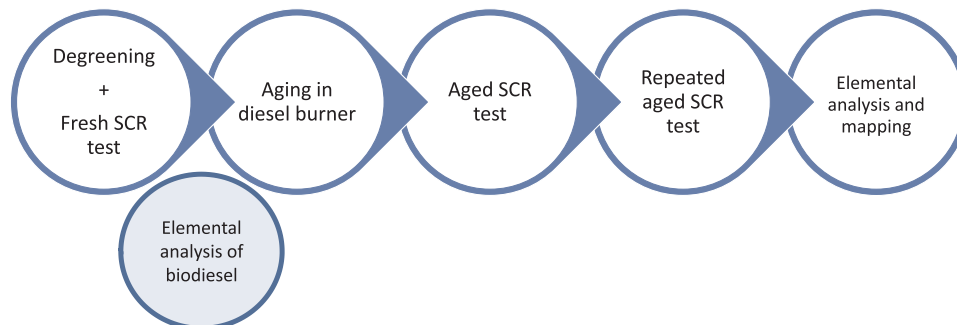 Degreening
+
Fresh SCR
test
Aging in
diesel burner
Aged SCR
test
Repeated
aged SCR
test
Elemental
analysis and
mapping
Elemental
analysis of
biodiesel